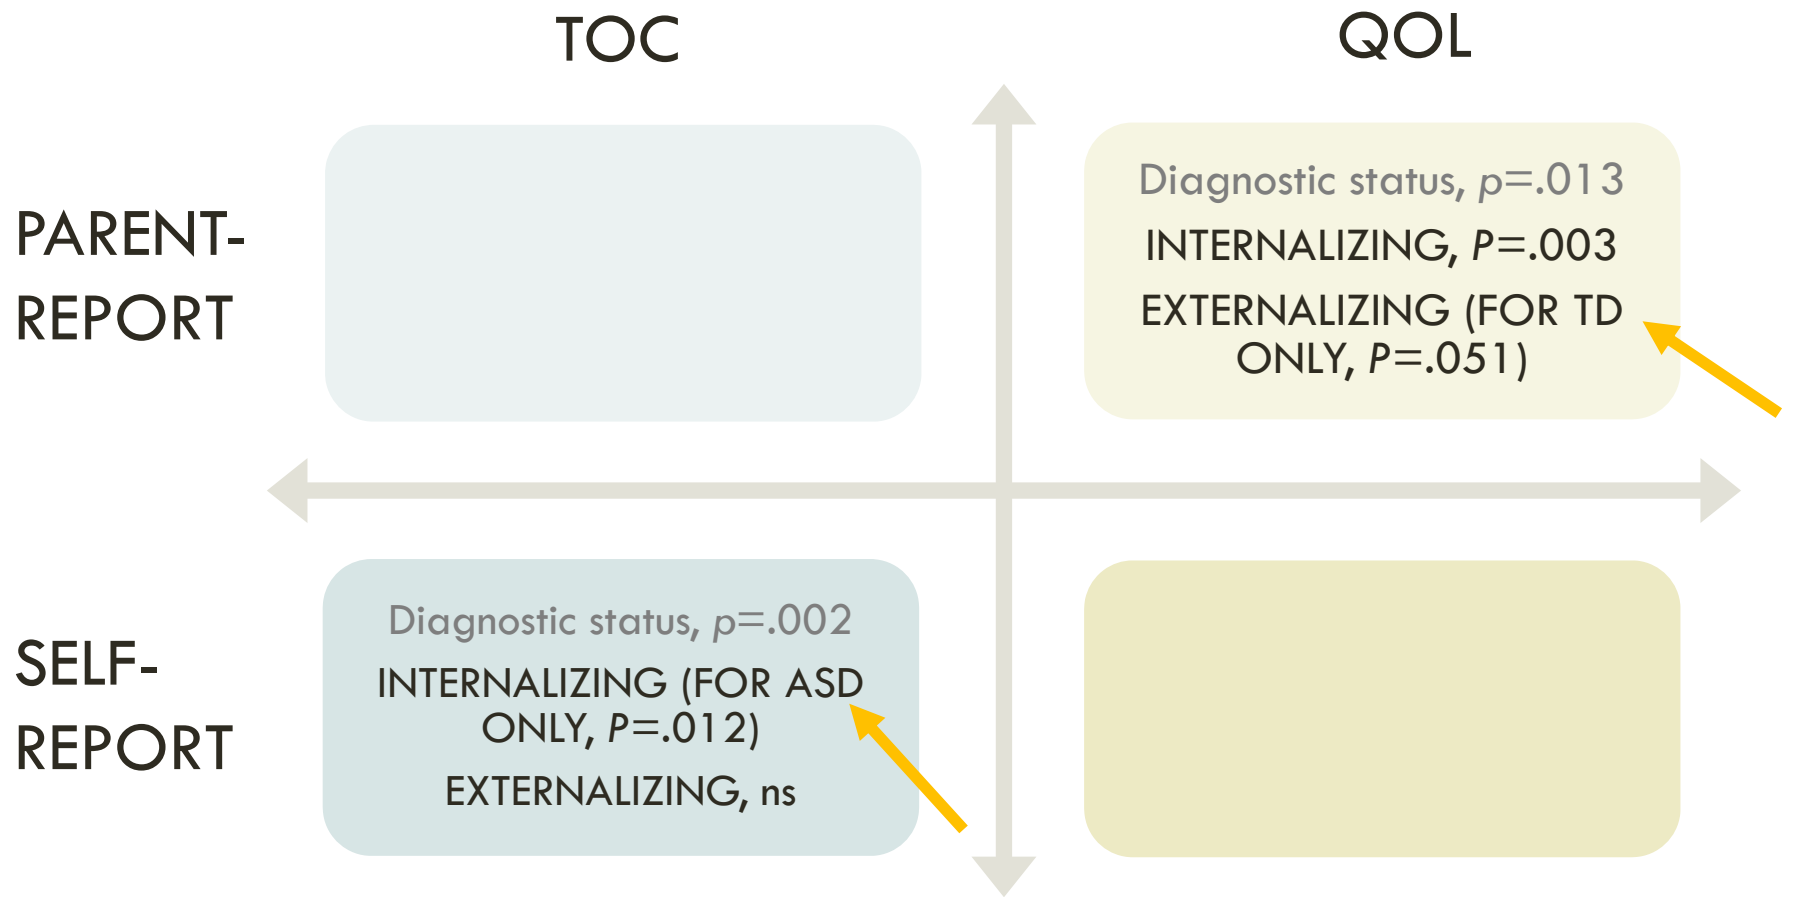 TOC
QOL
PARENT-
REPORT
Diagnostic status, p=.013
INTERNALIZING, P=.003
EXTERNALIZING (FOR TD
ONLY, P=.051)
SELF-
REPORT
Diagnostic status, p=.002
INTERNALIZING (FOR ASD
ONLY, P=.012)
EXTERNALIZING, ns